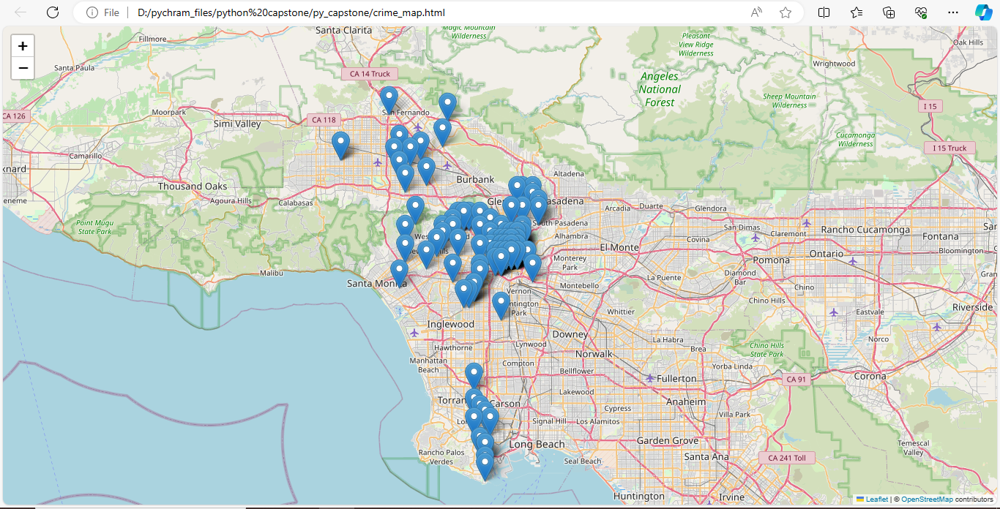 File
D:/pychram_files/python%20capstone/py_capstone/crime_map.html
+
−
Santa Clarita
Magic Mountain
Wilderness
Pleasant
View Ridge
Wilderness
Oak Hills
Fillmore
Santa Paula
Wrightwood
CA 14 Truck
Angeles
National
Forest
Sheep Mountain
Wilderness
I 15
CA 126
Moorpark
CA 118
San Fernando
Simi Valley
Cucamonga
Wilderness
I 15 Truck
Camarillo
xnard
Burbank
Altadena
Thousand Oaks
eneme
Agoura Hills
Calabasas
Glen
asadena
Arcadia
Duarte
Glendora
Point Mugu
State Park
South Pasadena
San Dimas
Claremont
Rancho Cucamonga
Fontana
Alhambra
Covina
El Monte
Pomona
Ontario
Bloomington
Monterey
Park
Malibu
Santa Monica
La Puente
Diamond
Bar
Chino
Montebello
Vernon
Chino Hills
ntington
Park
Whittier
Eastvale
Riverside
Inglewood
Downey
La Habra
Norco
Hawthorne
Lynwood
Norwalk
Brea
Chino Hills
State Park
Manhattan
Beach
Compton
Bellflower
Yorba Linda
Corona
Fullerton
CA 91
Torran
Carson
Lakewood
Cypress
Anaheim
Villa Park
Signal Hill
Los Alamitos
Long Beach
Garden Grove
Temescal
Valley
Rancho Palos
Verdes
Seal Beach
Santa Ana
CA 241 Toll
Huntington
Irvine
Leaflet | © OpenStreetMap contributors